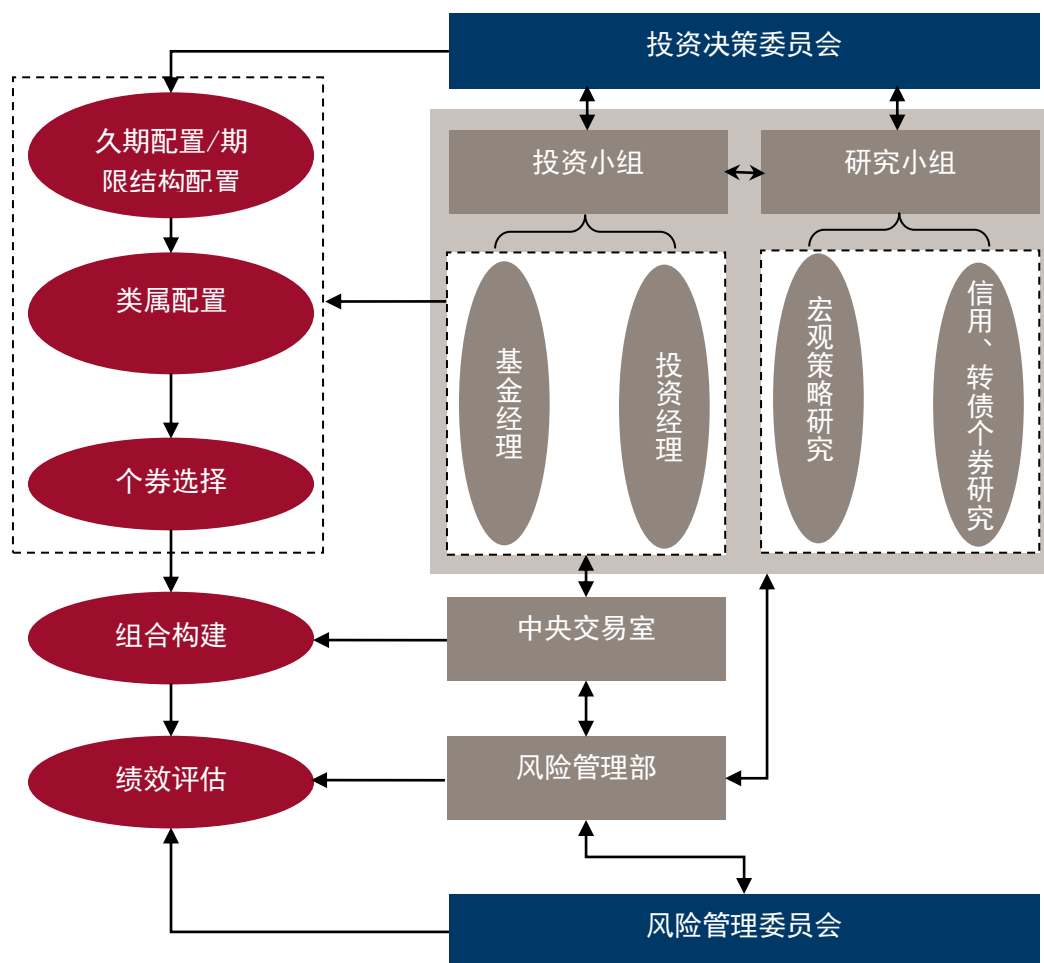 投资决策委员会
久期配置/期
限结构配置
投资小组
研究小组
类属配置
基金经理
投资经理
宏观策略研究
信用、转债个券研究
个券选择
组合构建
中央交易室
绩效评估
风险管理部
风险管理委员会